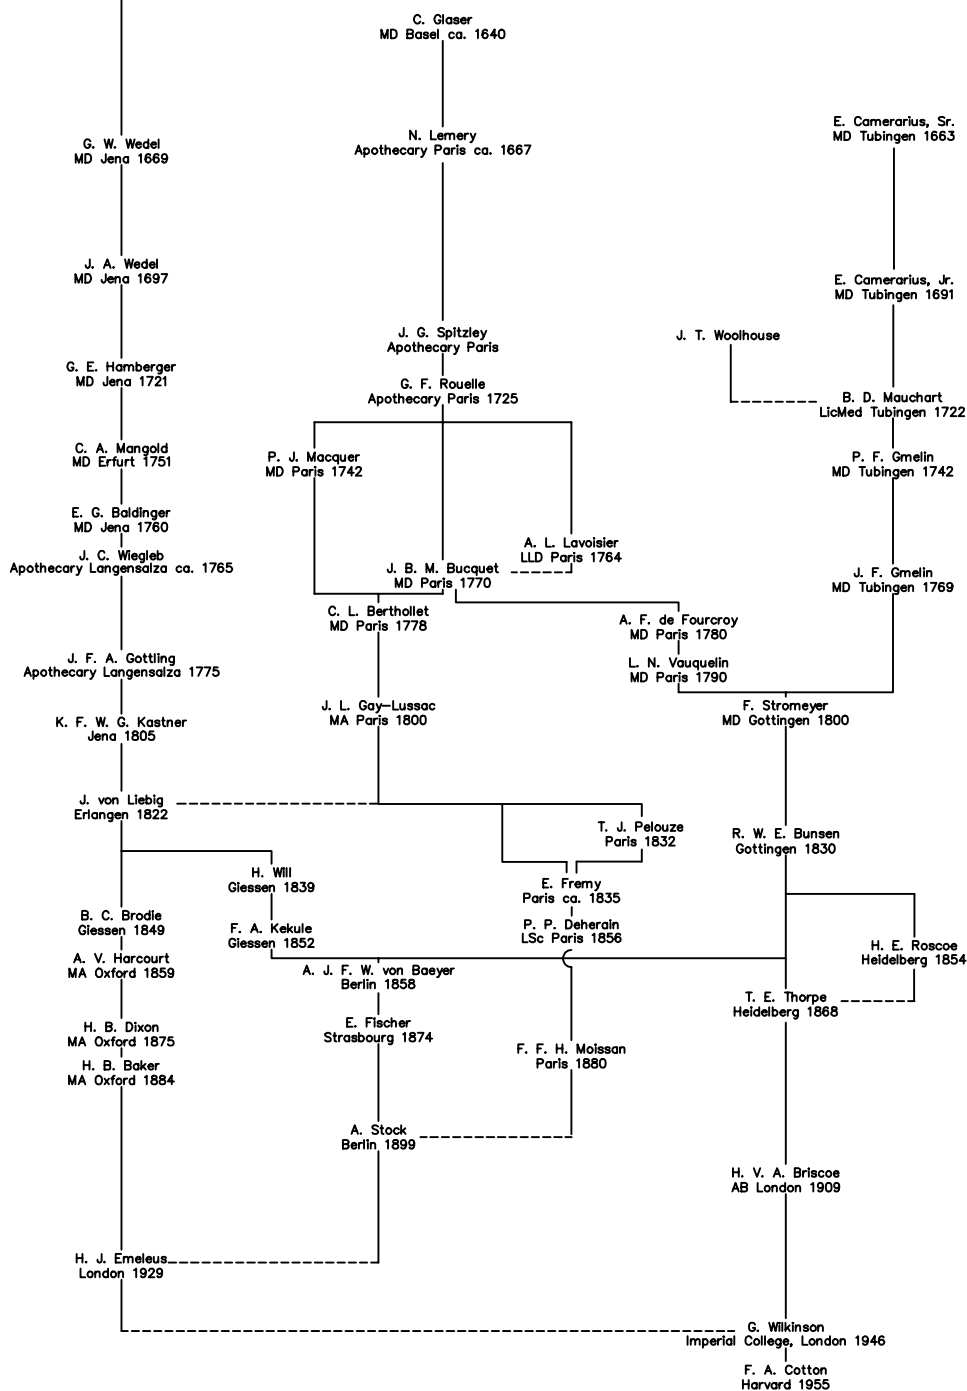 C. Glaser
MD Basel ca. 1640
E. Camerarius, Sr.
MD Tubingen 1663
N. Lemery
Apothecary Paris ca. 1667
G. W. Wedel
MD Jena 1669
J. A. Wedel
MD Jena 1697
E. Camerarius, Jr.
MD Tubingen 1691
J. G. Spitzley
Apothecary Paris
J. T. Woolhouse
G. E. Hamberger
MD Jena 1721
G. F. Rouelle
Apothecary Paris 1725
B. D. Mauchart
LicMed Tubingen 1722
C. A. Mangold
MD Erfurt 1751
P. J. Macquer
MD Paris 1742
P. F. Gmelin
MD Tubingen 1742
E. G. Baldinger
MD Jena 1760
J. C. Wiegleb
Apothecary Langensalza ca. 1765
A. L. Lavoisier
LLD Paris 1764
J. B. M. Bucquet
MD Paris 1770
J. F. Gmelin
MD Tubingen 1769
C. L. Berthollet
MD Paris 1778
A. F. de Fourcroy
MD Paris 1780
J. F. A. Gottling
Apothecary Langensalza 1775
L. N. Vauquelin
MD Paris 1790
K. F. W. G. Kastner
Jena 1805
J. L. Gay-Lussac
MA Paris 1800
F. Stromeyer
MD Gottingen 1800
J. von Liebig
Erlangen 1822
T. J. Pelouze
Paris 1832
R. W. E. Bunsen
Gottingen 1830
H. Will
Giessen 1839
E. Fremy
Paris ca. 1835
B. C. Brodie
Giessen 1849
F. A. Kekule
Giessen 1852
P. P. Deherain
LSc Paris 1856
H. E. Roscoe
Heidelberg 1854
A. V. Harcourt
MA Oxford 1859
A. J. F. W. von Baeyer
Berlin 1858
T. E. Thorpe
Heidelberg 1868
H. B. Dixon
MA Oxford 1875
E. Fischer
Strasbourg 1874
F. F. H. Moissan
Paris 1880
H. B. Baker
MA Oxford 1884
A. Stock
Berlin 1899
H. V. A. Briscoe
AB London 1909
H. J. Emeleus
London 1929
G. Wilkinson
Imperial College, London 1946
F. A. Cotton
Harvard 1955